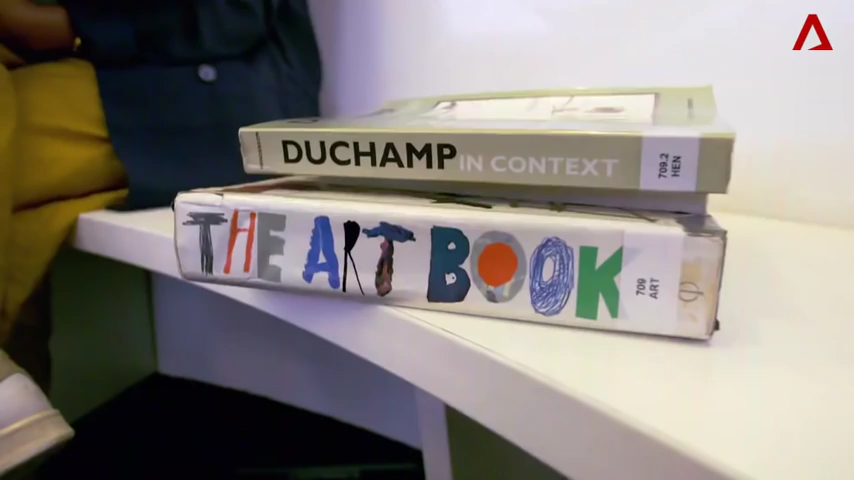 DUCHAMP IN CONTEXT
709.2
HEN
THE ART BOOK
709
ART